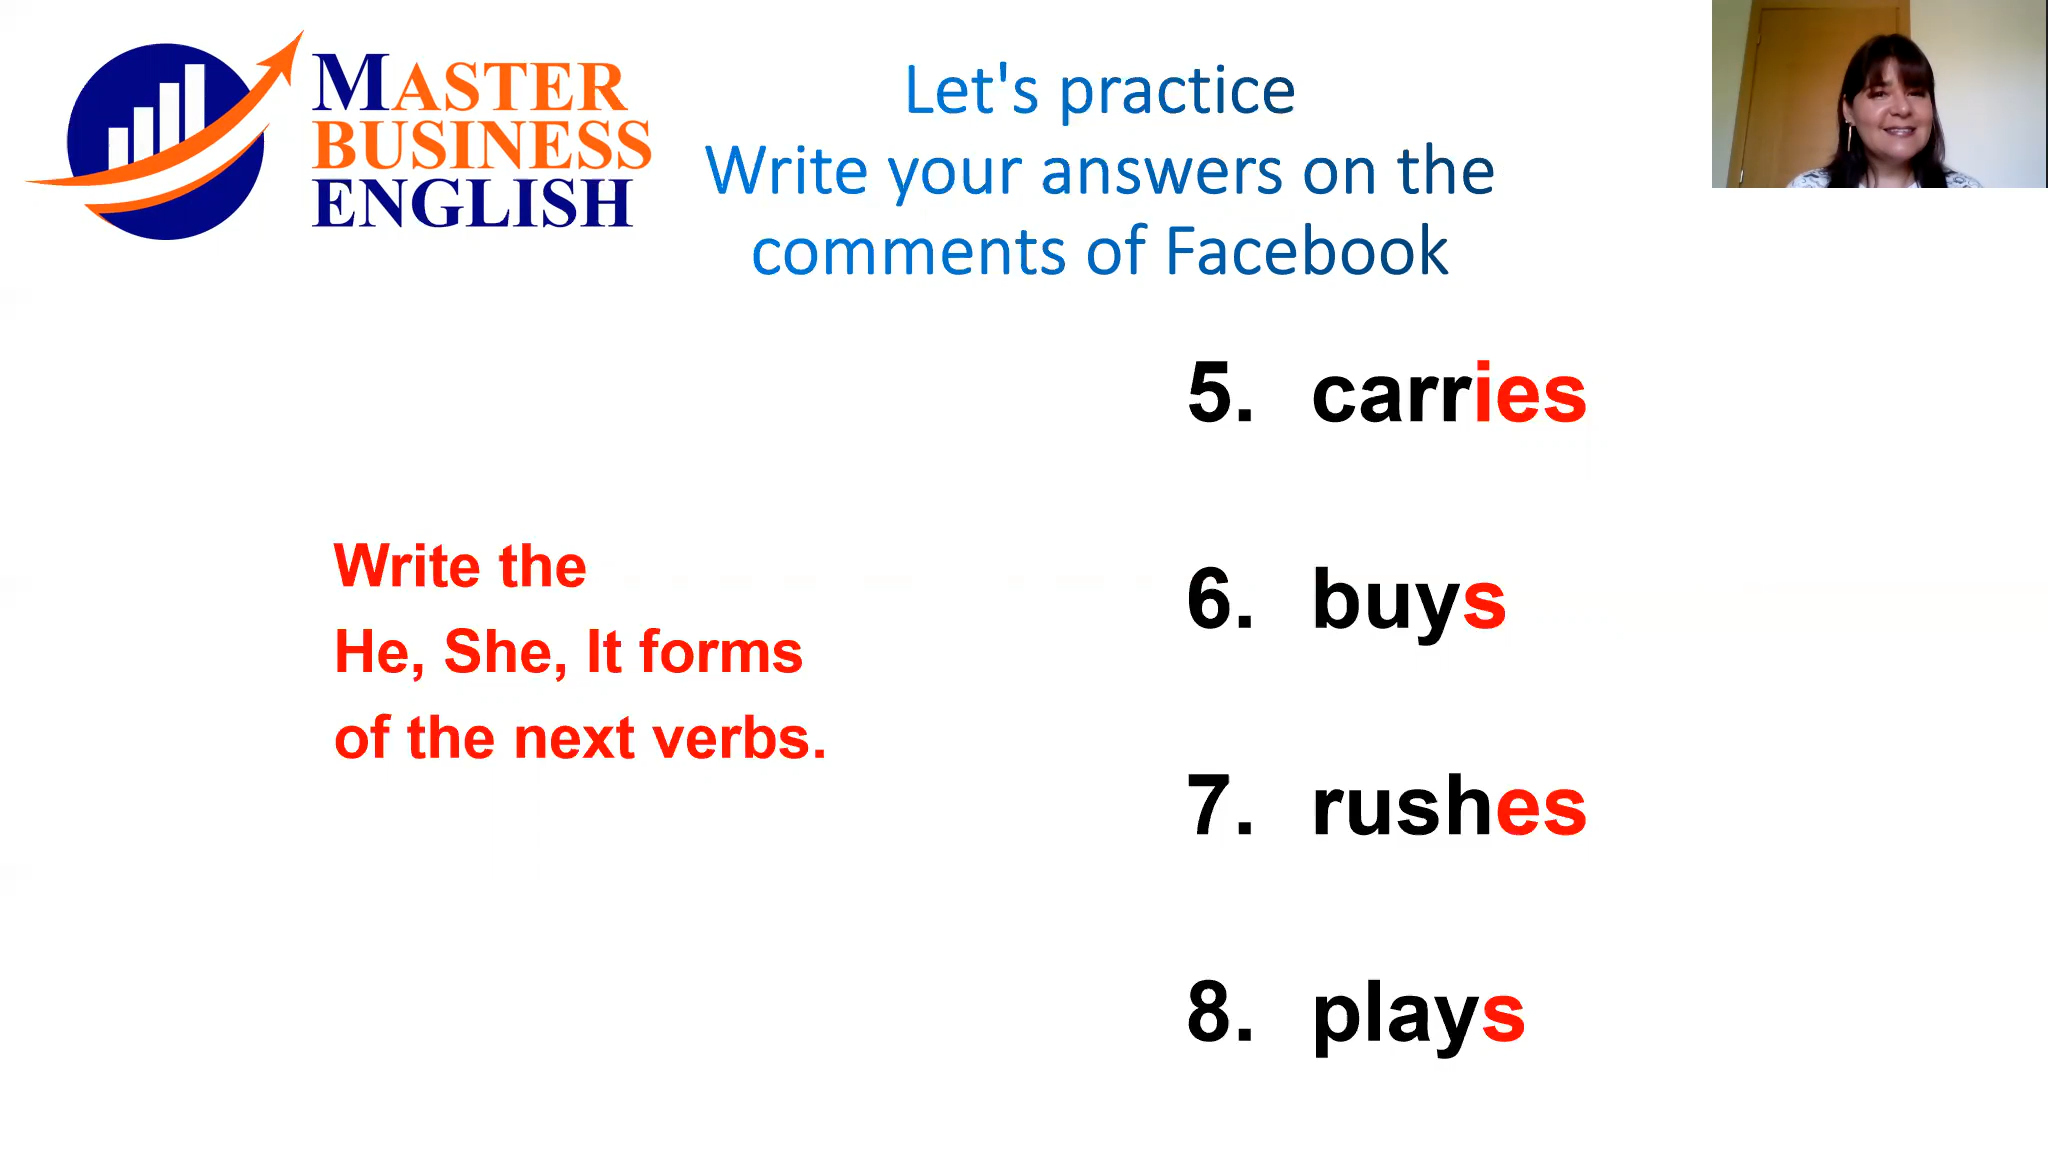 MASTER
BUSINESS
ENGLISH
Let's practice
Write your answers on the
comments of Facebook
Write the
He, She, It forms
of the next verbs.
5. carries
6. buys
7. rushes
8. plays